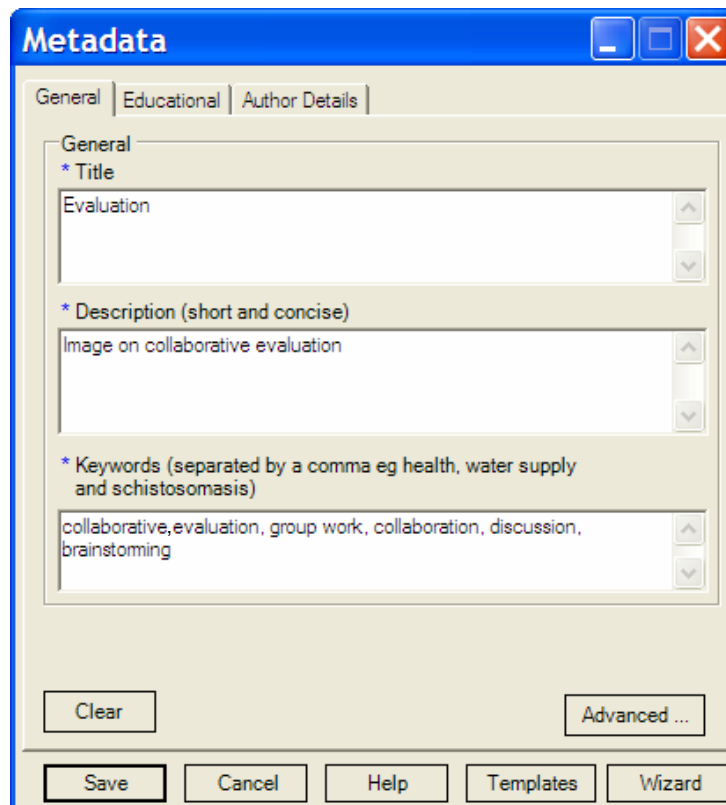 Metadata
General Educational Author Details
General
* Title
Evaluation
* Description (short and concise)
Image on collaborative evaluation
* Keywords (separated by a comma eg health, water supply
and schistosomasis)
collaborative,evaluation, group work, collaboration, discussion,
brainstorming
Clear Advanced ...
Save Cancel Help Templates Wizard